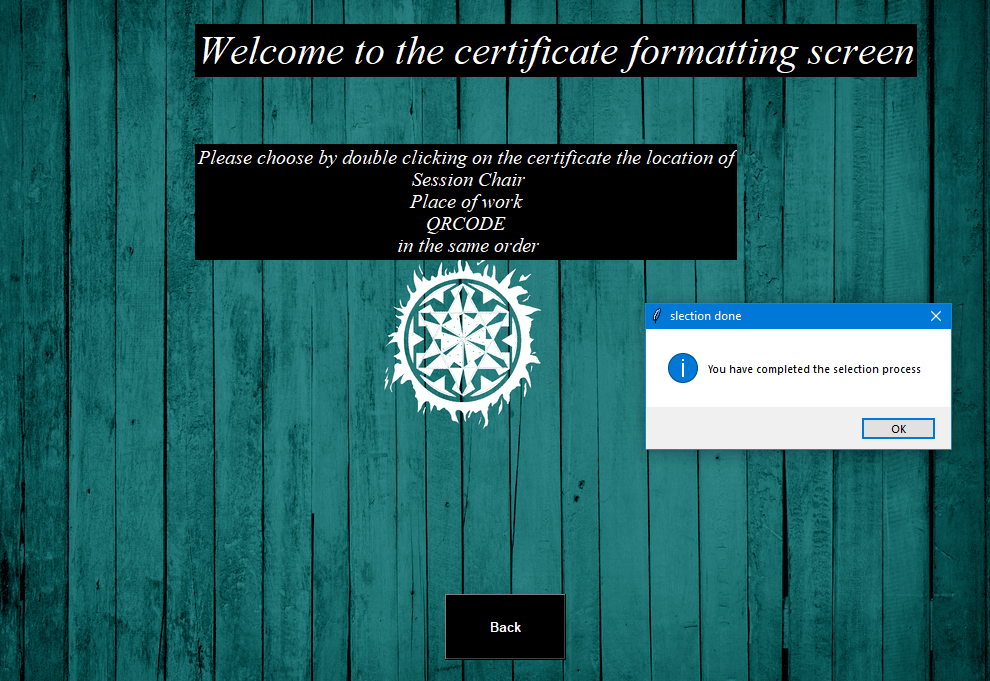 Welcome to the certificate formatting screen
Please choose by double clicking on the certificate the location of
Session Chair
Place of work
QRCODE
in the same order
slection done
You have completed the selection process
OK
Back